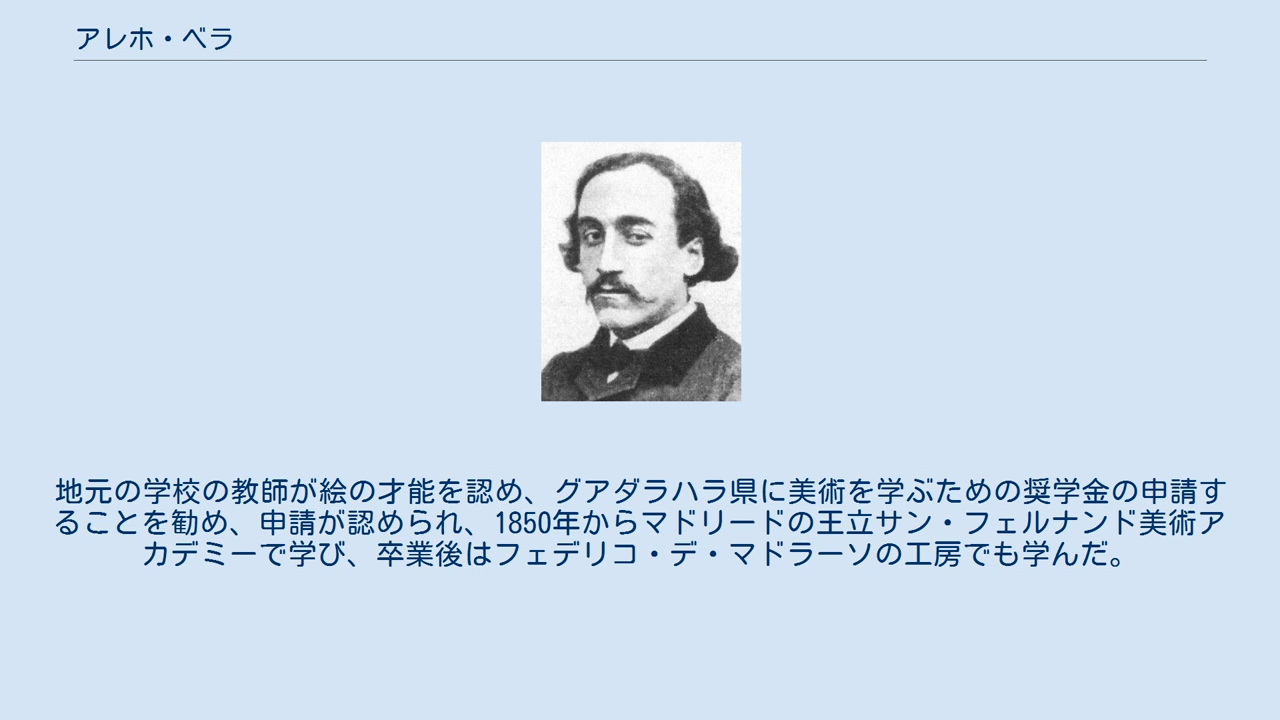 アレホ・ベラ
地元の学校の教師が絵の才能を認め、グアダラハラ県に美術を学ぶための奨学金の申請す
ることを勧め、申請が認められ、1850年からマドリードの王立サン・フェルナンド美術ア
カデミーで学び、卒業後はフェデリコ・デ・マドラーソの工房でも学んだ。